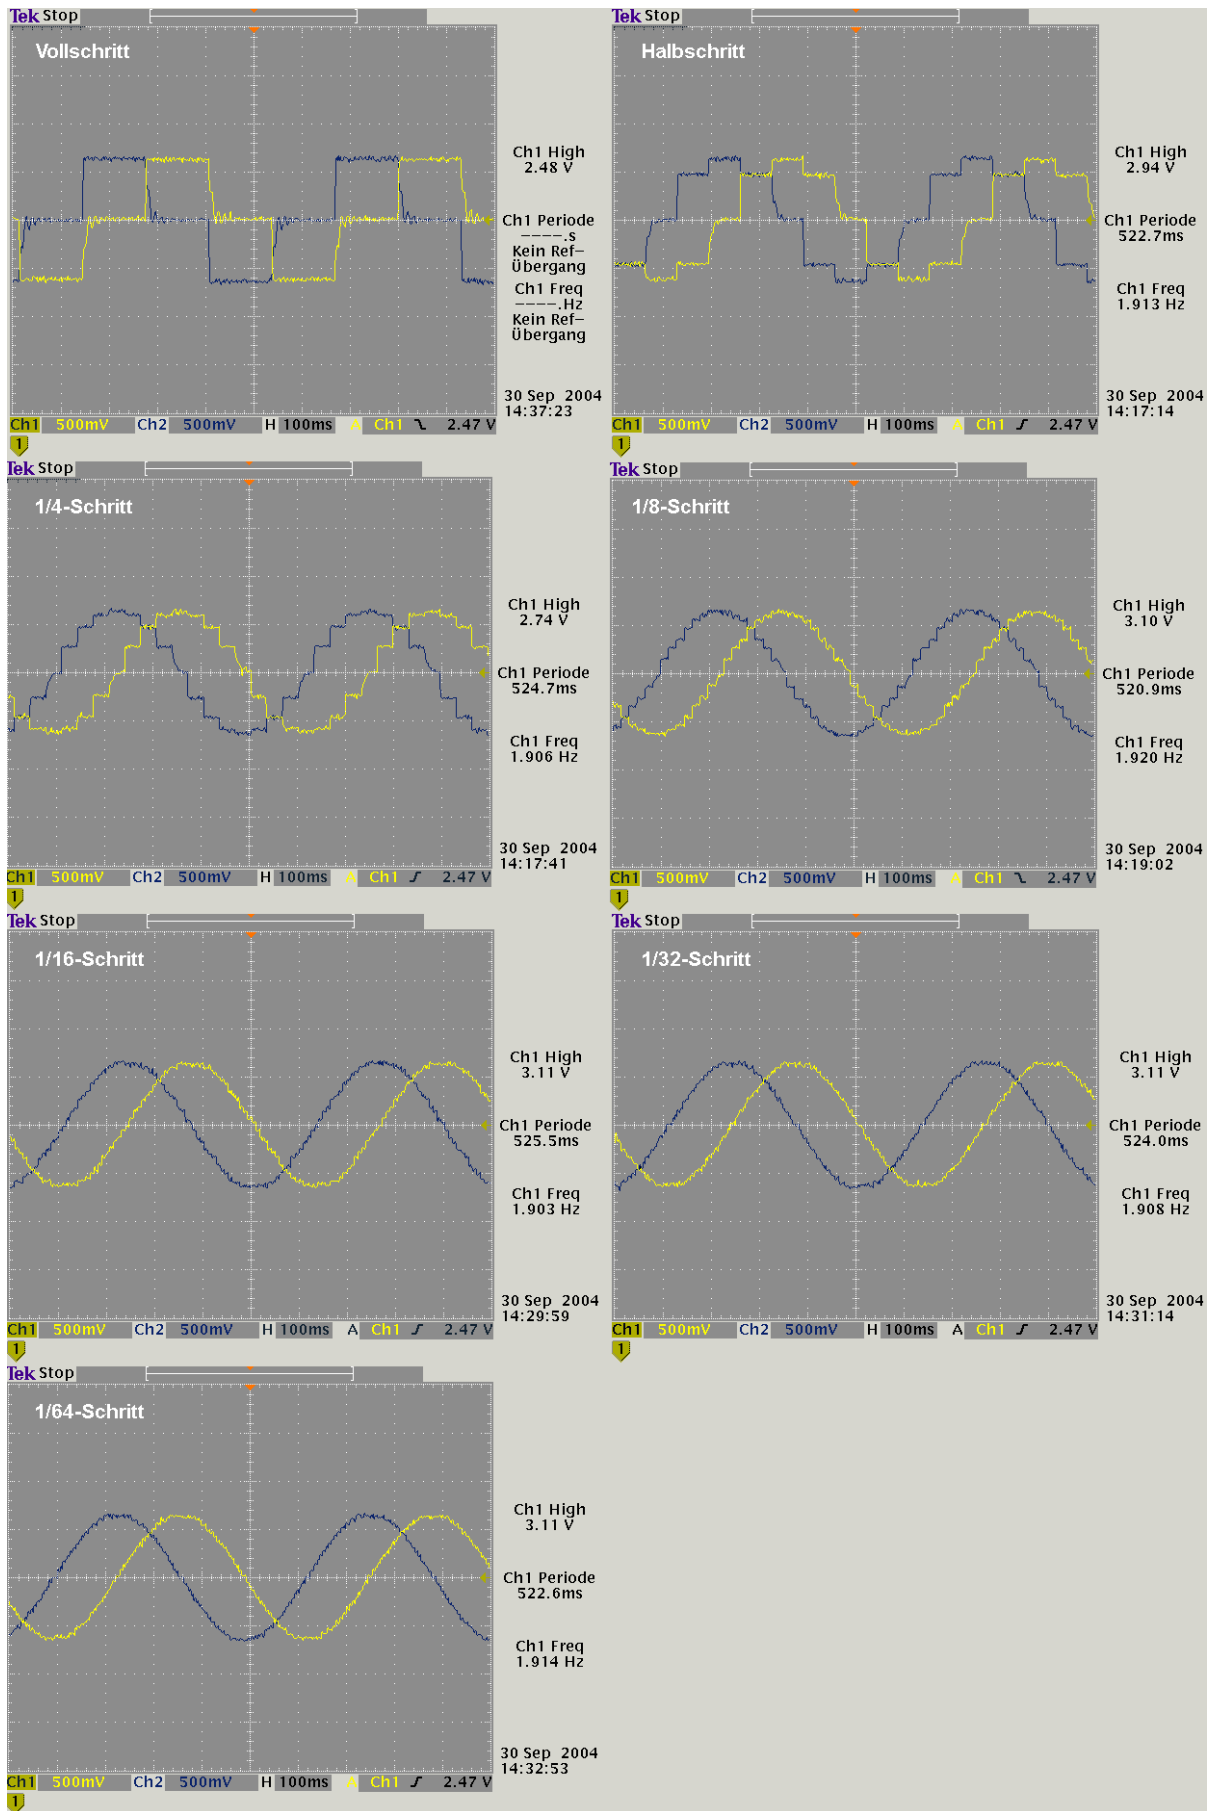 Tek Stop
Vollschritt
Ch1 High
2.48 V
Ch1 Periode
----.s
Kein Ref-
Übergang
Ch1 Freq
----.Hz
Kein Ref-
Übergang
30 Sep 2004
14:37:23
Ch1 500mV Ch2 500mV H 100ms A Ch1 2.47 V
1
Tek Stop
Halbschritt
Ch1 High
2.94 V
Ch1 Periode
522.7ms
Ch1 Freq
1.913 Hz
30 Sep 2004
14:17:14
Ch1 500mV Ch2 500mV H 100ms A Ch1 2.47 V
1
Tek Stop
1/4-Schritt
Ch1 High
2.74 V
Ch1 Periode
524.7ms
Ch1 Freq
1.906 Hz
30 Sep 2004
14:17:41
Ch1 500mV Ch2 500mV H 100ms A Ch1 2.47 V
1
Tek Stop
1/8-Schritt
Ch1 High
3.10 V
Ch1 Periode
520.9ms
Ch1 Freq
1.920 Hz
30 Sep 2004
14:19:02
Ch1 500mV Ch2 500mV H 100ms A Ch1 2.47 V
1
Tek Stop
1/16-Schritt
Ch1 High
3.11 V
Ch1 Periode
525.5ms
Ch1 Freq
1.903 Hz
30 Sep 2004
14:29:59
Ch1 500mV Ch2 500mV H 100ms A Ch1 2.47 V
1
Tek Stop
1/32-Schritt
Ch1 High
3.11 V
Ch1 Periode
524.0ms
Ch1 Freq
1.908 Hz
30 Sep 2004
14:31:14
Ch1 500mV Ch2 500mV H 100ms A Ch1 2.47 V
1
Tek Stop
1/64-Schritt
Ch1 High
3.11 V
Ch1 Periode
522.6ms
Ch1 Freq
1.914 Hz
30 Sep 2004
14:32:53
Ch1 500mV Ch2 500mV H 100ms A Ch1 2.47 V
1